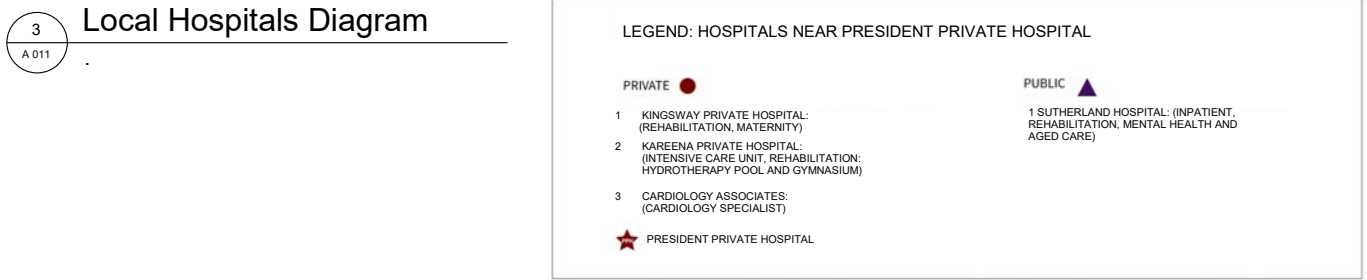 3
A 011
Local Hospitals Diagram
.
LEGEND: HOSPITALS NEAR PRESIDENT PRIVATE HOSPITAL
PRIVATE
1 KINGSWAY PRIVATE HOSPITAL:
(REHABILITATION, MATERNITY)
2 KAREENA PRIVATE HOSPITAL:
(INTENSIVE CARE UNIT, REHABILITATION:
HYDROTHERAPY POOL AND GYMNASIUM)
3 CARDIOLOGY ASSOCIATES:
(CARDIOLOGY SPECIALIST)
PPH PRESIDENT PRIVATE HOSPITAL
PUBLIC
1 SUTHERLAND HOSPITAL: (INPATIENT,
REHABILITATION, MENTAL HEALTH AND
AGED CARE)